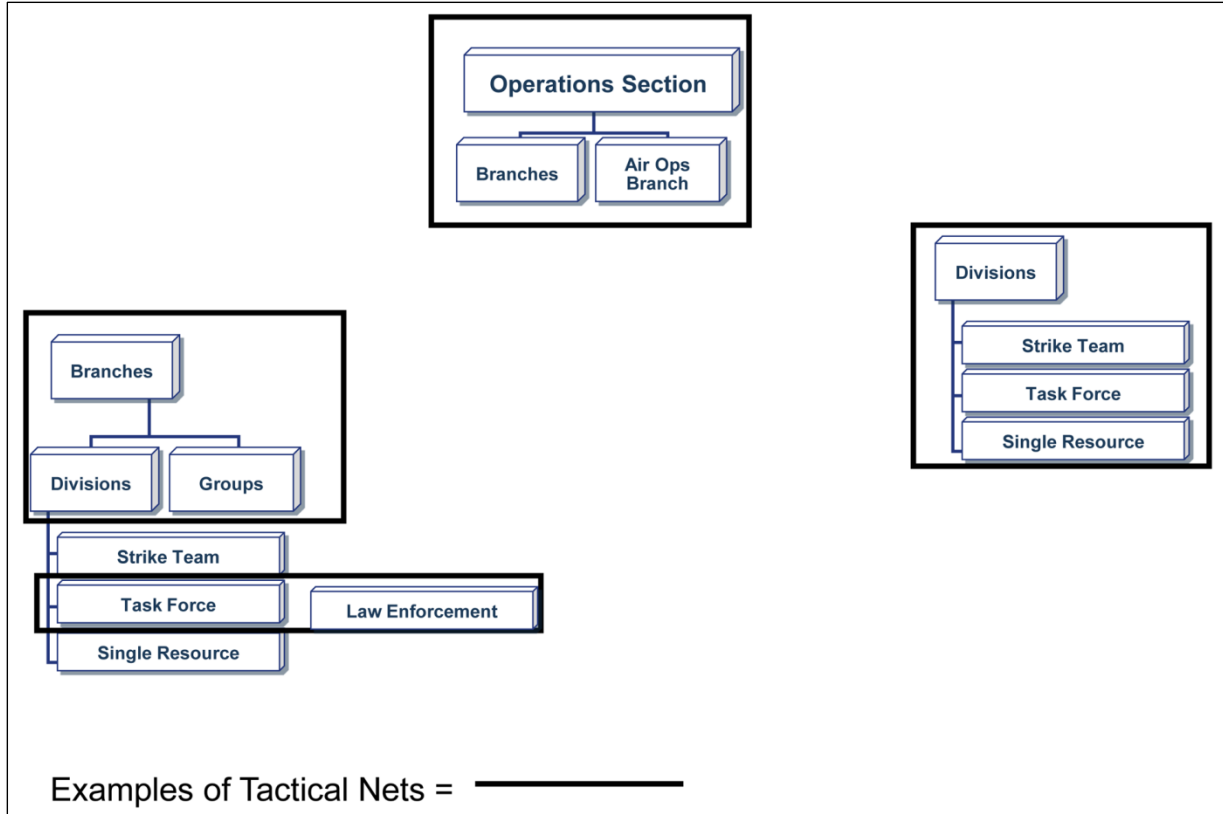 Operations Section
Branches
Air Ops
Branch
Divisions
Strike Team
Task Force
Single Resource
Branches
Divisions
Groups
Strike Team
Task Force
Law Enforcement
Single Resource
Examples of Tactical Nets =